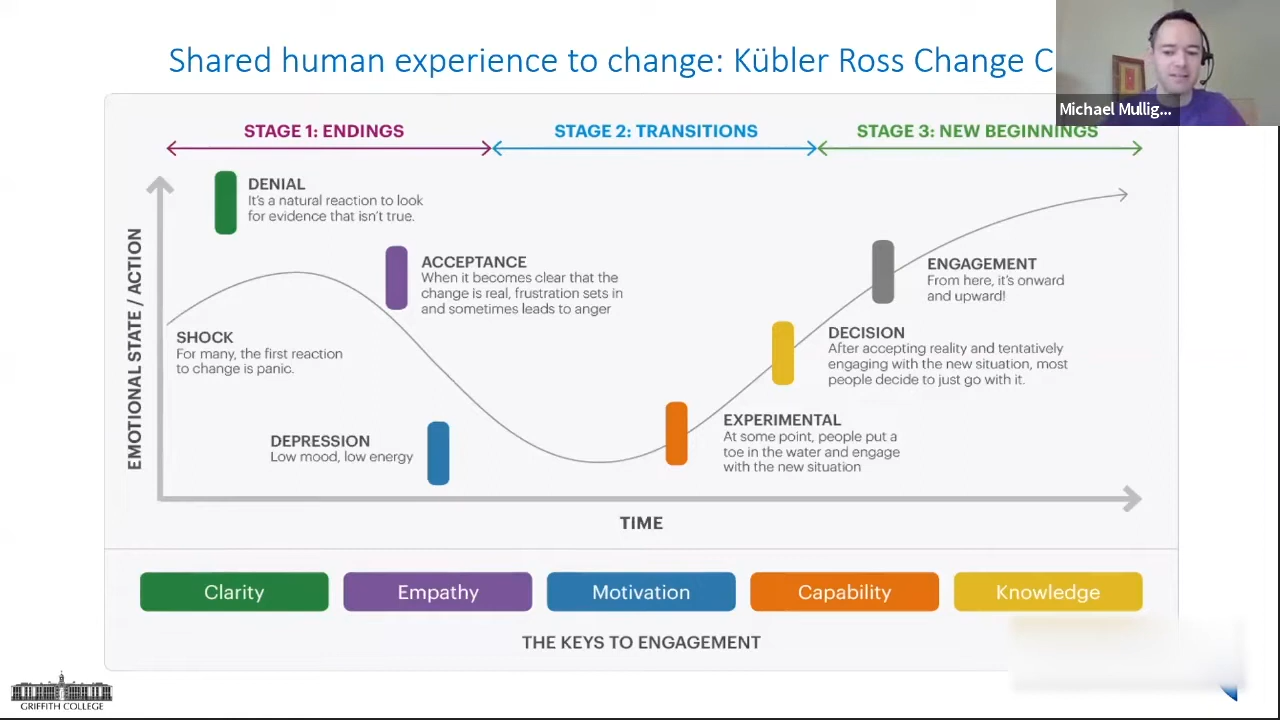 Shared human experience to change: Kübler Ross Change C
Michael Mullig...
STAGE 1: ENDINGS
STAGE 2: TRANSITIONS
STAGE 3: NEW BEGINNINGS
DENIAL
It's a natural reaction to look
for evidence that isn't true.
ACCEPTANCE
When it becomes clear that the
change is real, frustration sets in
and sometimes leads to anger
ENGAGEMENT
From here, it's onward
and upward!
SHOCK
For many, the first reaction
to change is panic.
DECISION
After accepting reality and tentatively
engaging with the new situation, most
people decide to just go with it.
DEPRESSION
Low mood, low energy
EXPERIMENTAL
At some point, people put a
toe in the water and engage
with the new situation
EMOTIONAL STATE / ACTION
TIME
Clarity
Empathy
Motivation
Capability
Knowledge
THE KEYS TO ENGAGEMENT
GRIFFITH COLLEGE